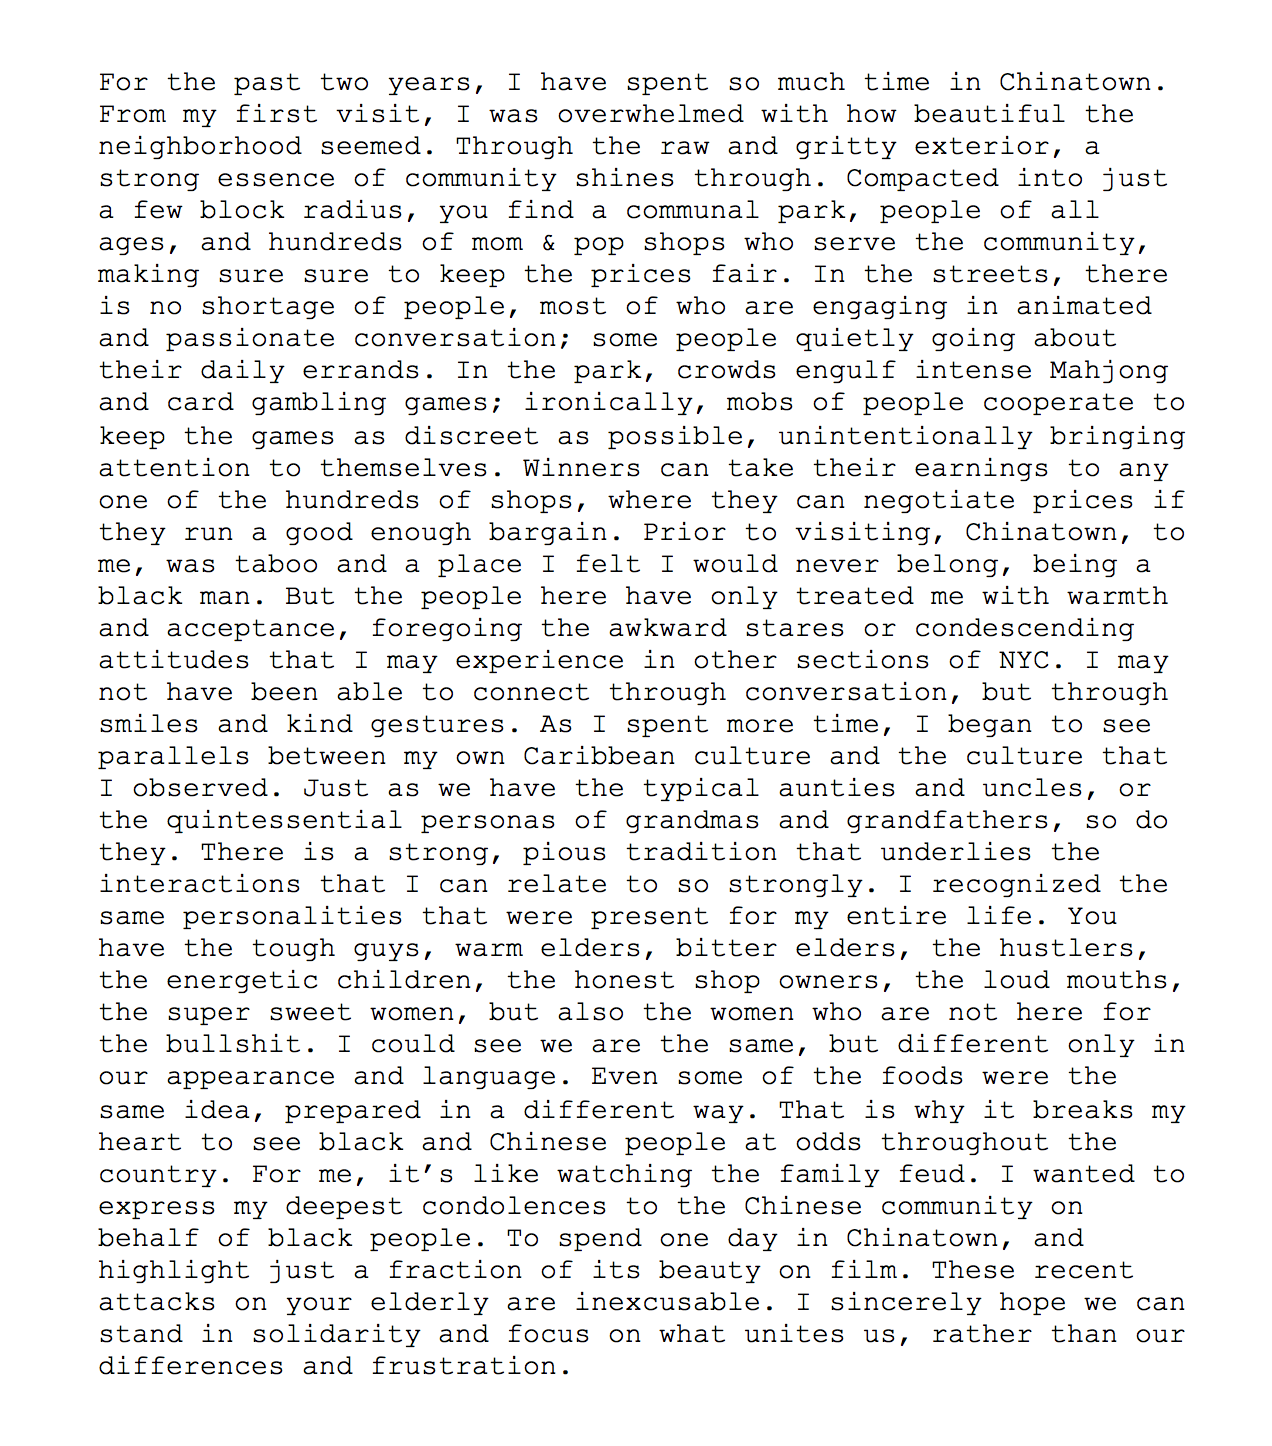 For the past two years, I have spent so much time in Chinatown.
From my first visit, I was overwhelmed with how beautiful the
neighborhood seemed. Through the raw and gritty exterior, a
strong essence of community shines through. Compacted into just
a few block radius, you find a communal park, people of all
ages, and hundreds of mom & pop shops who serve the community,
making sure sure to keep the prices fair. In the streets, there
is no shortage of people, most of who are engaging in animated
and passionate conversation; some people quietly going about
their daily errands. In the park, crowds engulf intense Mahjong
and card gambling games; ironically, mobs of people cooperate to
keep the games as discreet as possible, unintentionally bringing
attention to themselves. Winners can take their earnings to any
one of the hundreds of shops, where they can negotiate prices if
they run a good enough bargain. Prior to visiting, Chinatown, to
me, was taboo and a place I felt I would never belong, being a
black man. But the people here have only treated me with warmth
and acceptance, foregoing the awkward stares or condescending
attitudes that I may experience in other sections of NYC. I may
not have been able to connect through conversation, but through
smiles and kind gestures. As I spent more time, I began to see
parallels between my own Caribbean culture and the culture that
I observed. Just as we have the typical aunties and uncles, or
the quintessential personas of grandmas and grandfathers, so do
they. There is a strong, pious tradition that underlies the
interactions that I can relate to so strongly. I recognized the
same personalities that were present for my entire life. You
have the tough guys, warm elders, bitter elders, the hustlers,
the energetic children, the honest shop owners, the loud mouths,
the super sweet women, but also the women who are not here for
the bullshit. I could see we are the same, but different only in
our appearance and language. Even some of the foods were the
same idea, prepared in a different way. That is why it breaks my
heart to see black and Chinese people at odds throughout the
country. For me, it’s like watching the family feud. I wanted to
express my deepest condolences to the Chinese community on
behalf of black people. To spend one day in Chinatown, and
highlight just a fraction of its beauty on film. These recent
attacks on your elderly are inexcusable. I sincerely hope we can
stand in solidarity and focus on what unites us, rather than our
differences and frustration.